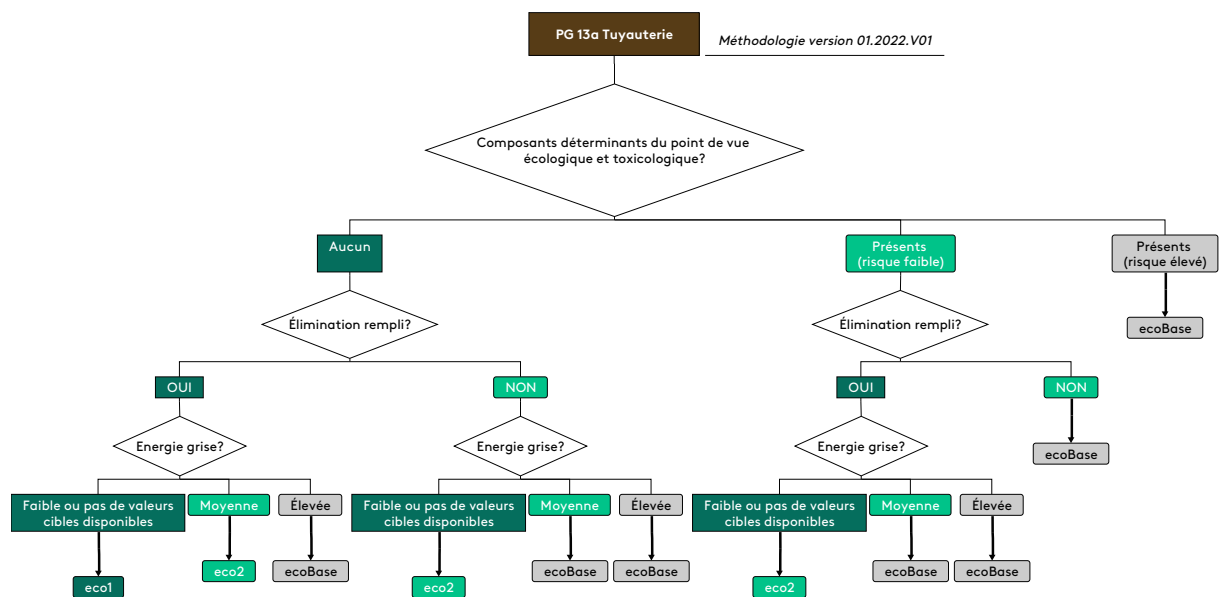 PG 13a Tuyauterie
Méthodologie version 01.2022.V01
Composants déterminants du point de vue
écologique et toxicologique?
Aucun
Présents
(risque faible)
Présents
(risque élevé)
Élimination rempli?
Élimination rempli?
ecoBase
OUI
NON
OUI
NON
Energie grise?
Energie grise?
Energie grise?
ecoBase
Faible ou pas de valeurs
cibles disponibles
Moyenne
Élevée
Faible ou pas de valeurs
cibles disponibles
Moyenne
Élevée
Faible ou pas de valeurs
cibles disponibles
Moyenne
Élevée
eco1
eco2
ecoBase
eco2
ecoBase
ecoBase
eco2
ecoBase
ecoBase